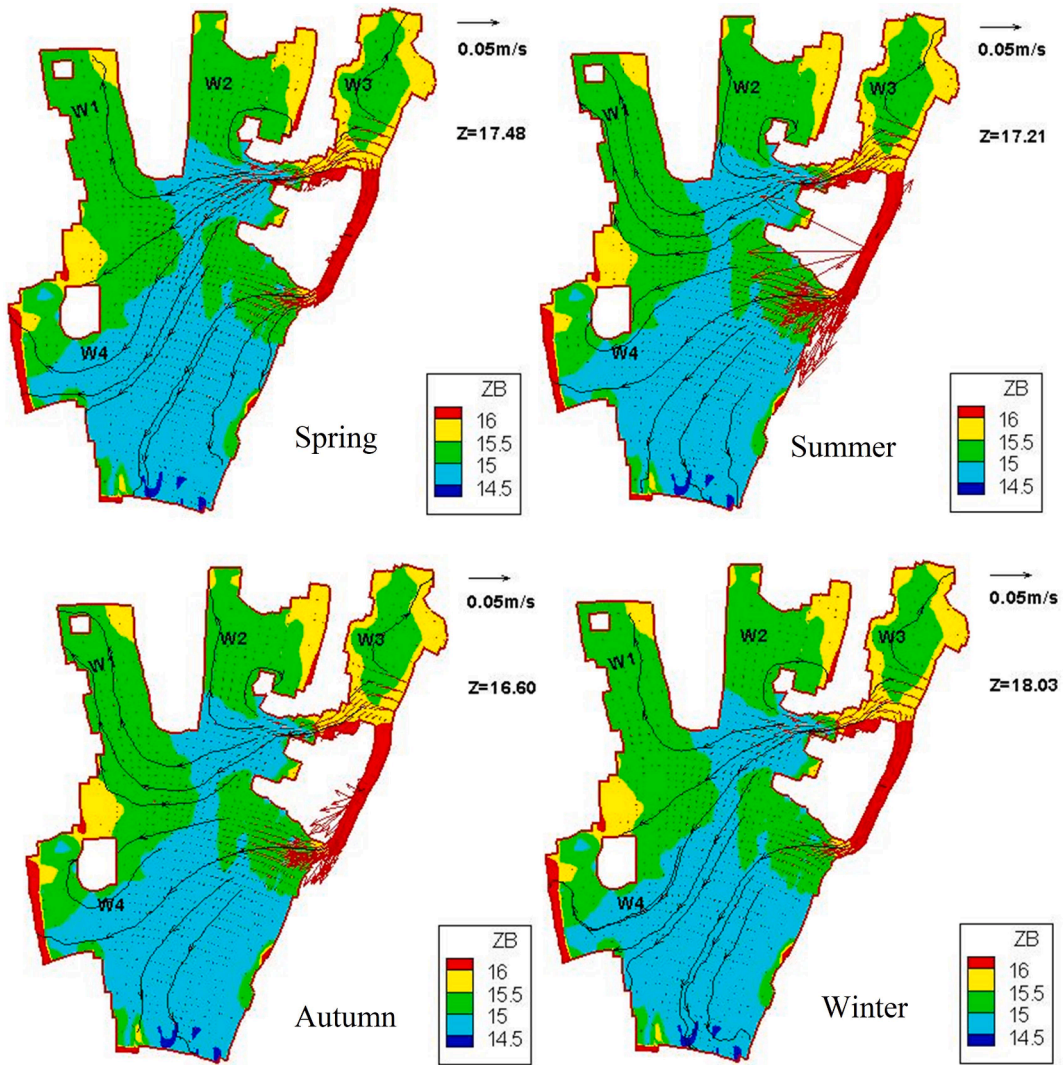 0.05m/s
W1
W2
W3
Z=17.48
W4
ZB
16
15.5
15
14.5
Spring
0.05m/s
W1
W2
W3
Z=17.21
W4
ZB
16
15.5
15
14.5
Summer
0.05m/s
W1
W2
W3
Z=16.60
W4
ZB
16
15.5
15
14.5
Autumn
0.05m/s
W1
W2
W3
Z=18.03
W4
ZB
16
15.5
15
14.5
Winter